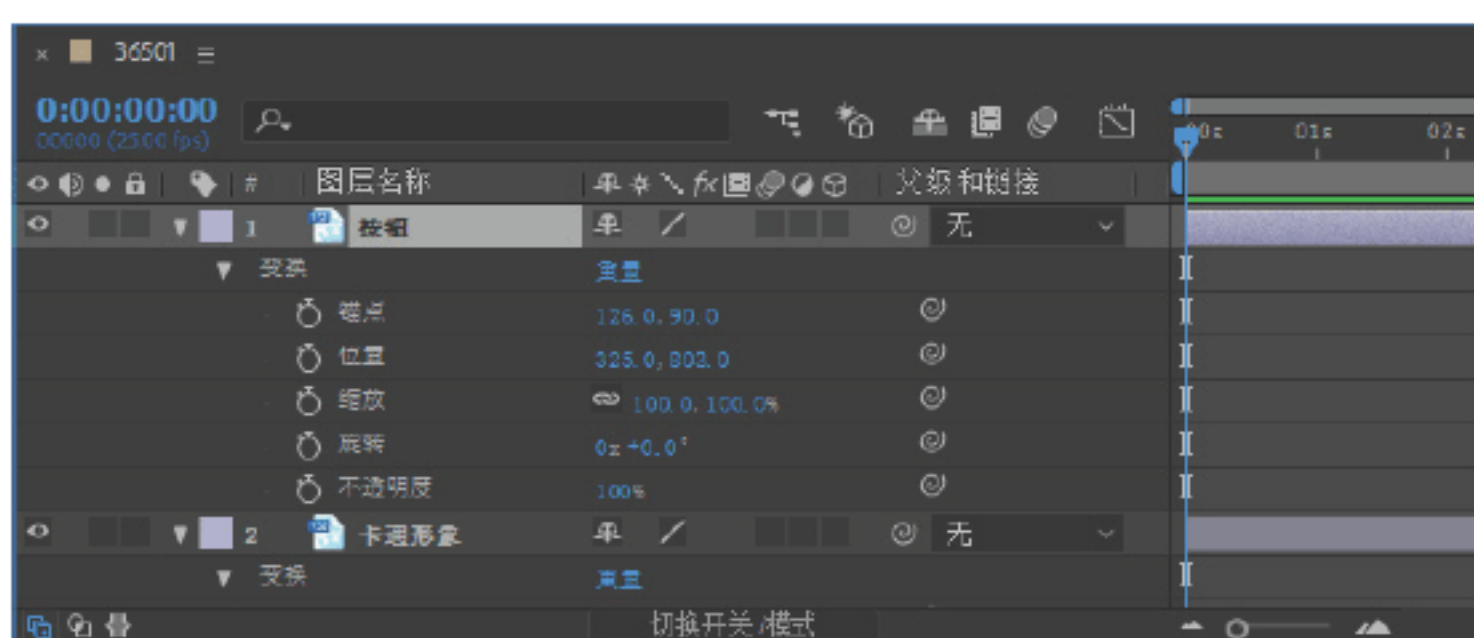 × 36501 ≡
0:00:00:00
00000 (25.00 fps)
00s 01s 02s
# 图层名称 fx 父级和链接
1 按钮 无
变换 重置
锚点 126.0,90.0
位置 325.0,803.0
缩放 100.0,100.0%
旋转 0x+0.0°
不透明度 100%
2 卡通形象 无
变换 重置
切换开关/模式